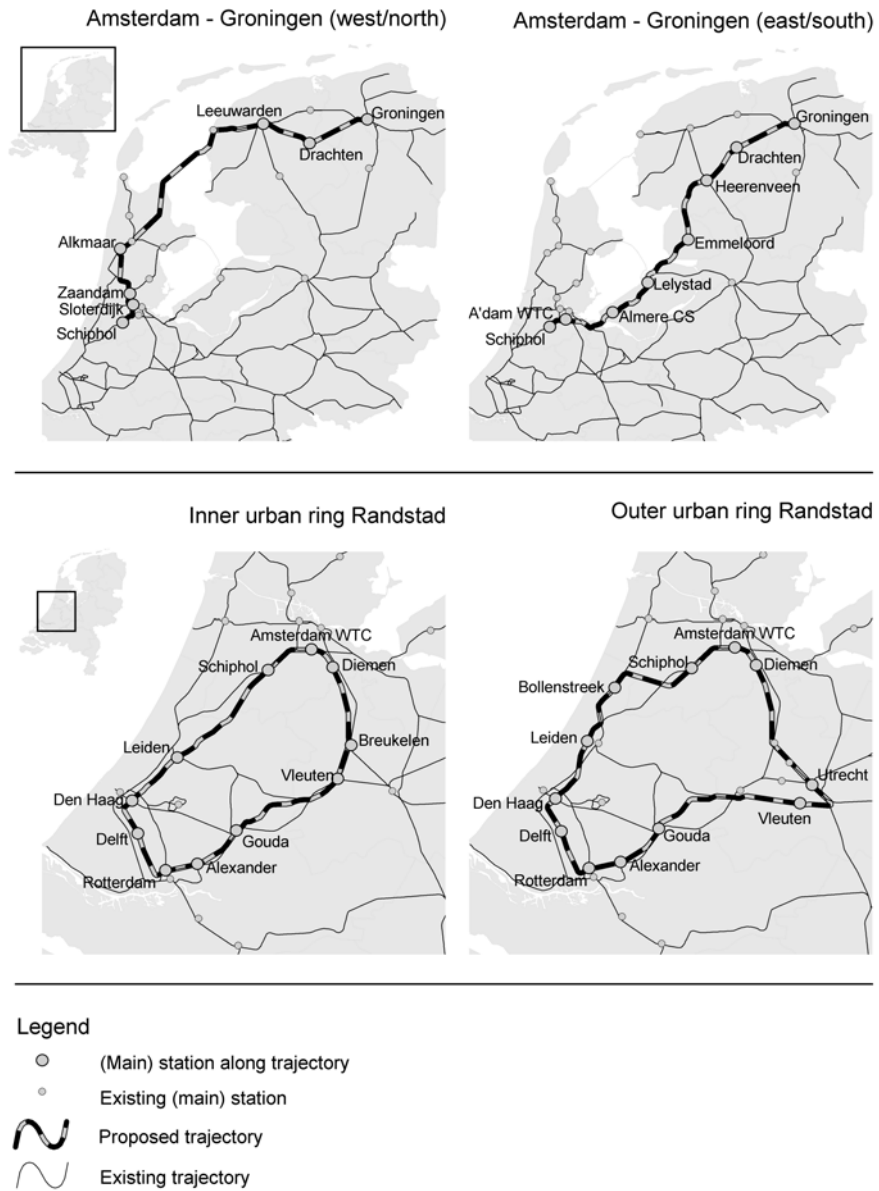 Amsterdam - Groningen (west/north)
Leeuwarden
Groningen
Drachten
Alkmaar
Zaandam
Sloterdijk
Schiphol
Amsterdam - Groningen (east/south)
Groningen
Drachten
Heerenveen
Emmeloord
Lelystad
A'dam WTC
Almere CS
Schiphol
Inner urban ring Randstad
Amsterdam WTC
Schiphol
Diemen
Breukelen
Leiden
Vleuten
Den Haag
Delft
Gouda
Alexander
Rotterdam
Outer urban ring Randstad
Amsterdam WTC
Schiphol
Diemen
Bollenstreek
Leiden
Utrecht
Den Haag
Vleuten
Delft
Gouda
Alexander
Rotterdam
Legend
(Main) station along trajectory
Existing (main) station
Proposed trajectory
Existing trajectory